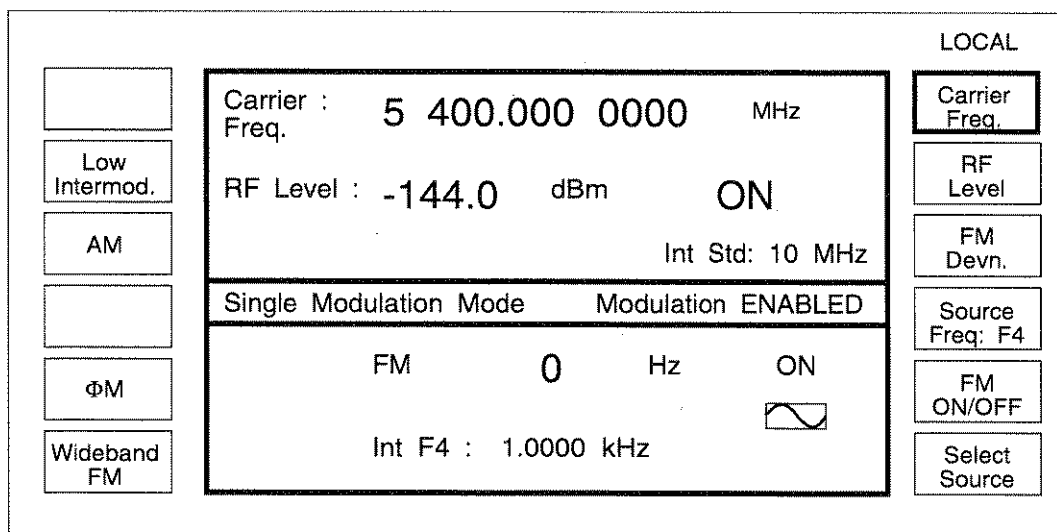 LOCAL
Low
Intermod.
AM
ΦM
Wideband
FM
Carrier :
Freq.
5 400.000 0000 MHz
RF Level : -144.0 dBm ON
Int Std: 10 MHz
Single Modulation Mode Modulation ENABLED
FM 0 Hz ON
Int F4 : 1.0000 kHz
Carrier
Freq.
RF
Level
FM
Devn.
Source
Freq: F4
FM
ON/OFF
Select
Source